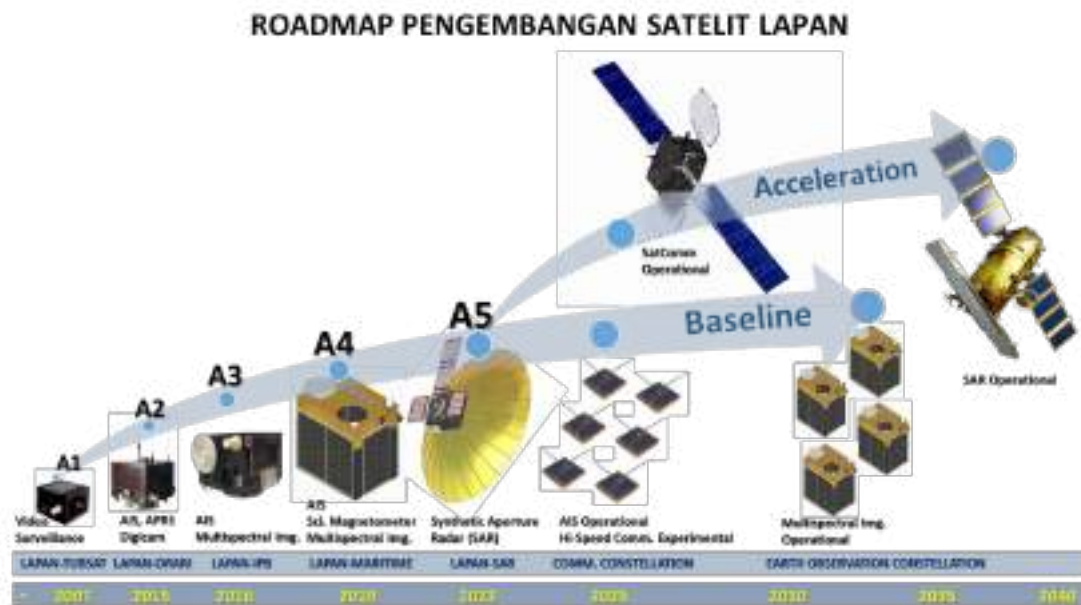 ROADMAP PENGEMBANGAN SATELIT LAPAN
Acceleration
SatComm
Operational
Baseline
SAR Operational
A5
A4
A3
A2
A1
Video
Surveillance
AIS, APRS
Digicam
AIS
Multispectral Img.
AIS
Sci. Magnetometer
Multispectral Img.
Synthetic Aperture
Radar (SAR)
AIS Operational
Hi-Speed Comm. Experimental
Multispectral Img.
Operational
LAPAN-TUBSAT LAPAN-ORARI LAPAN-IPB LAPAN-MARITIME LAPAN-SAR COMM. CONSTELLATION EARTH OBSERVATION CONSTELLATION
2007 2015 2016 2025 2030 2035 2040